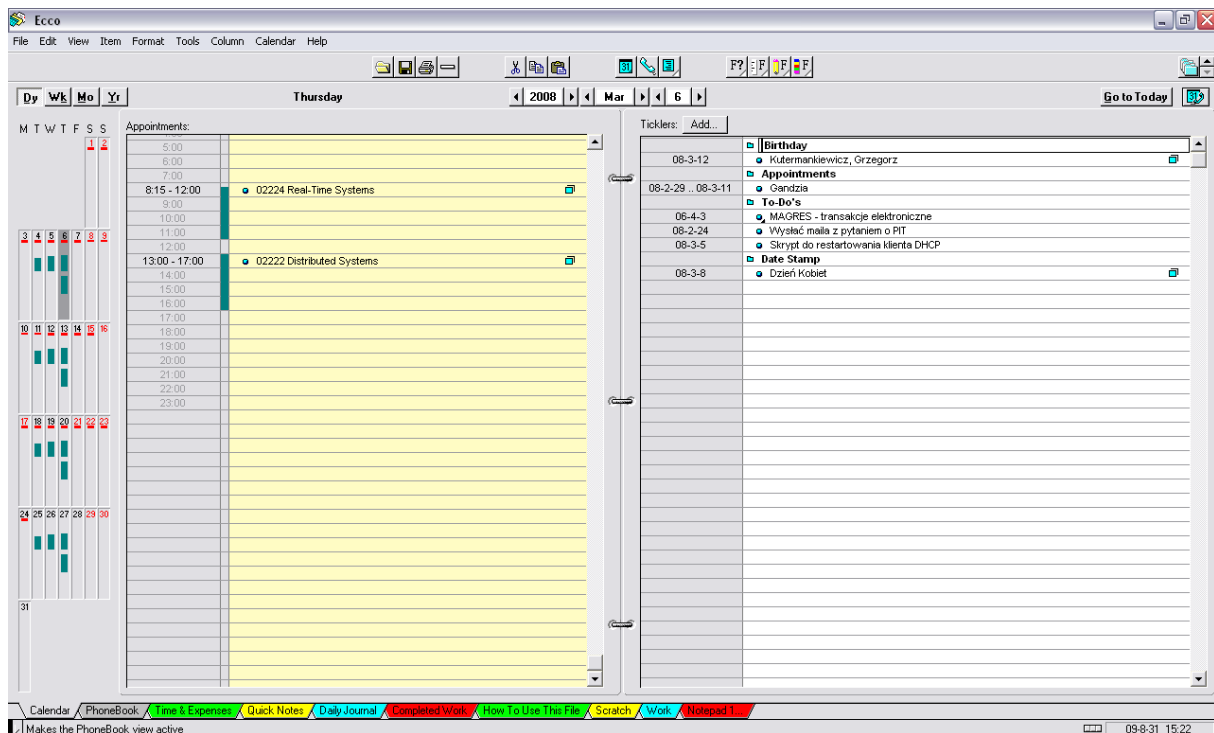 Ecco
File Edit View Item Format Tools Column Calendar Help
31 F? F F F
Dy Wk Mo Yr Thursday 2008 Mar 6 Go to Today 31
M T W T F S S
1 2
3 4 5 6 7 8 9
10 11 12 13 14 15 16
17 18 19 20 21 22 23
24 25 26 27 28 29 30
31
Appointments:
5:00
6:00
7:00
8:15 - 12:00 02224 Real-Time Systems
9:00
10:00
11:00
12:00
13:00 - 17:00 02222 Distributed Systems
14:00
15:00
16:00
17:00
18:00
19:00
20:00
21:00
22:00
23:00
Ticklers: Add...
Birthday
08-3-12 Kutermankiewicz, Grzegorz
Appointments
08-2-29 .. 08-3-11 Gandzia
To-Do's
06-4-3 MAGRES - transakcje elektroniczne
08-2-24 Wysłać maila z pytaniem o PIT
08-3-5 Skrypt do restartowania klienta DHCP
Date Stamp
08-3-8 Dzień Kobiet
Calendar PhoneBook Time & Expenses Quick Notes Daily Journal Completed Work How To Use This File Scratch Work Notepad 1...
Makes the PhoneBook view active 09-8-31 15:22